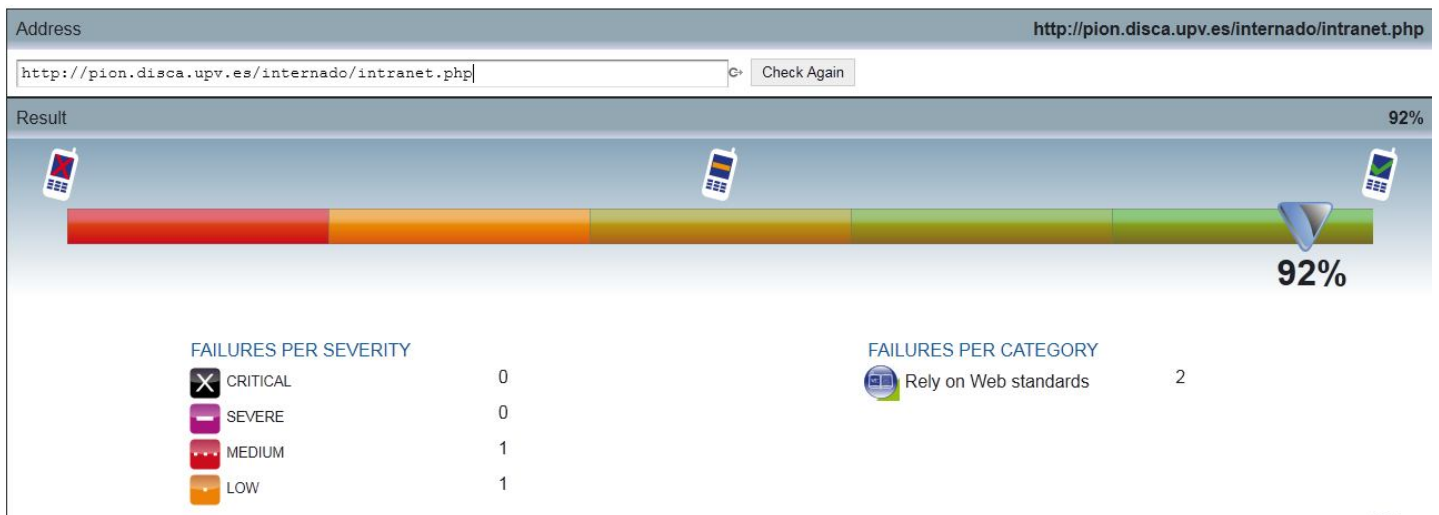 Address http://pion.disca.upv.es/internado/intranet.php
http://pion.disca.upv.es/internado/intranet.php Check Again
Result 92%
92%
FAILURES PER SEVERITY
CRITICAL 0
SEVERE 0
MEDIUM 1
LOW 1
FAILURES PER CATEGORY
Rely on Web standards 2